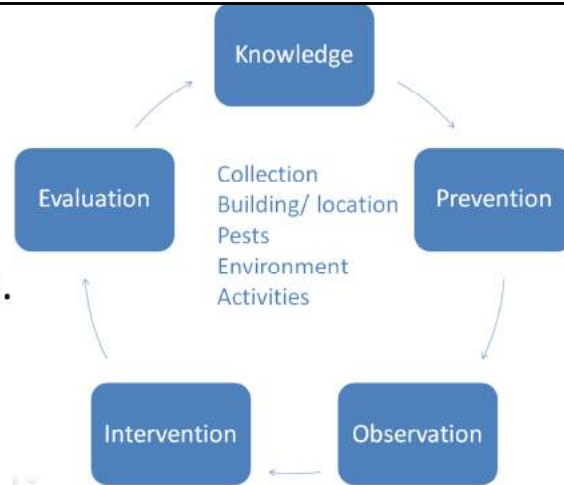 Knowledge
Evaluation
Collection
Building/ location
Pests
Environment
Activities
Prevention
.
Intervention
Observation